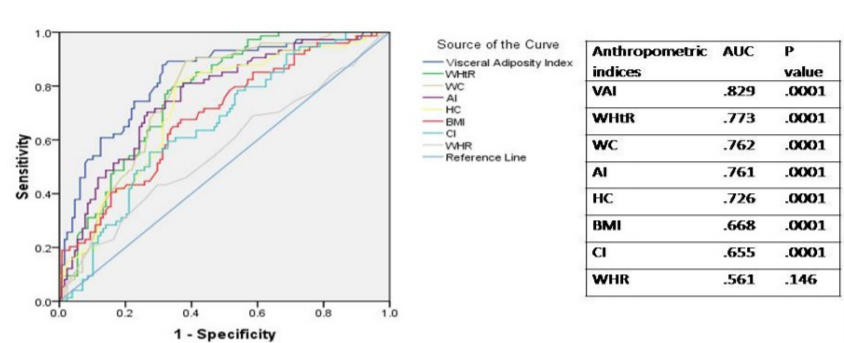 1.0
0.8
0.6
0.4
0.2
0.0
Sensitivity
0.0 0.2 0.4 0.6 0.8 1.0
1 - Specificity
Source of the Curve
Visceral Adiposity Index
WHtR
WC
AI
HC
BMI
CI
WHR
Reference Line
Anthropometric indices AUC P value
VAI .829 .0001
WHtR .773 .0001
WC .762 .0001
AI .761 .0001
HC .726 .0001
BMI .668 .0001
CI .655 .0001
WHR .561 .146